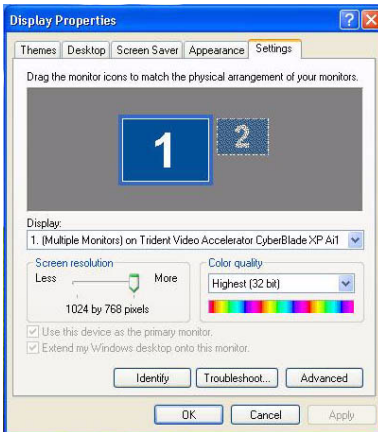 Display Properties
Themes Desktop Screen Saver Appearance Settings
Drag the monitor icons to match the physical arrangement of your monitors.
1 2
Display:
1. (Multiple Monitors) on Trident Video Accelerator CyberBlade XP Ai1
Screen resolution
Less More
1024 by 768 pixels
Color quality
Highest (32 bit)
Use this device as the primary monitor.
Extend my Windows desktop onto this monitor.
Identify Troubleshoot... Advanced
OK Cancel Apply